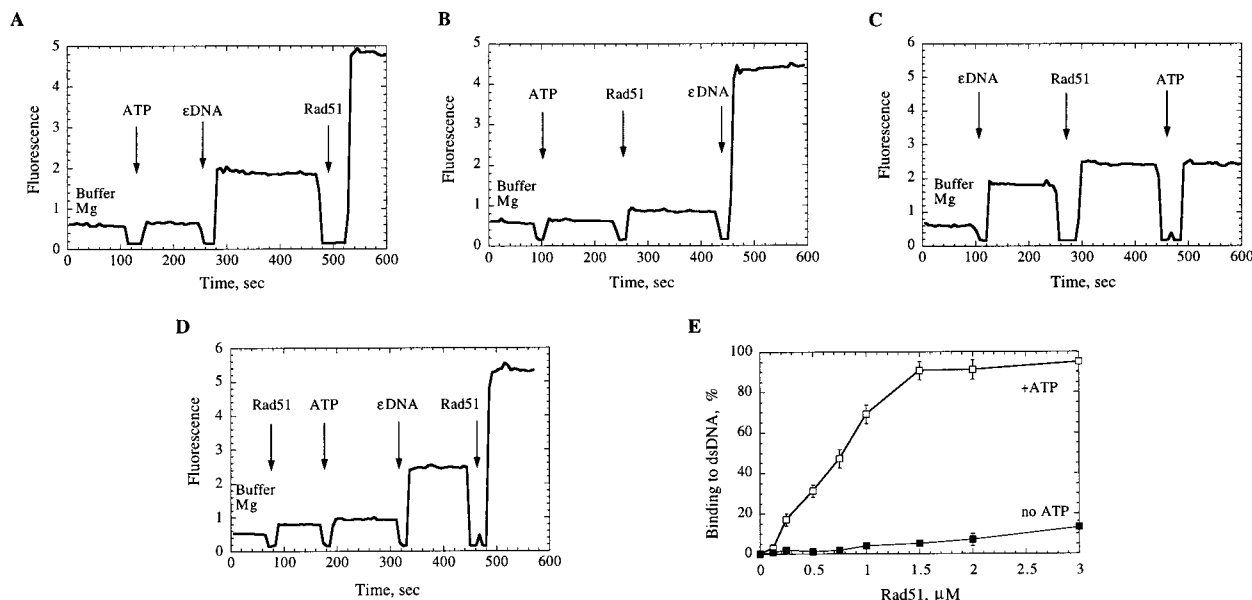 A
Fluorescence
5
4
3
2
1
0
ATP
εDNA
Rad51
Buffer
Mg
0 100 200 300 400 500 600
Time, sec
B
Fluorescence
5
4
3
2
1
0
ATP
Rad51
εDNA
Buffer
Mg
0 100 200 300 400 500 600
Time, sec
C
Fluorescence
6
5
4
3
2
1
0
εDNA
Rad51
ATP
Buffer
Mg
0 100 200 300 400 500 600
Time, sec
D
Fluorescence
6
5
4
3
2
1
0
Rad51
ATP
εDNA
Rad51
Buffer
Mg
0 100 200 300 400 500 600
Time, sec
E
Binding to dsDNA, %
100
80
60
40
20
0
+ATP
no ATP
0 0.5 1 1.5 2 2.5 3
Rad51, µM